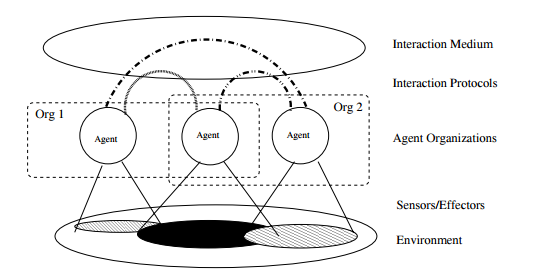 Interaction Medium
Interaction Protocols
Org 1
Org 2
Agent
Agent
Agent
Agent Organizations
Sensors/Effectors
Environment